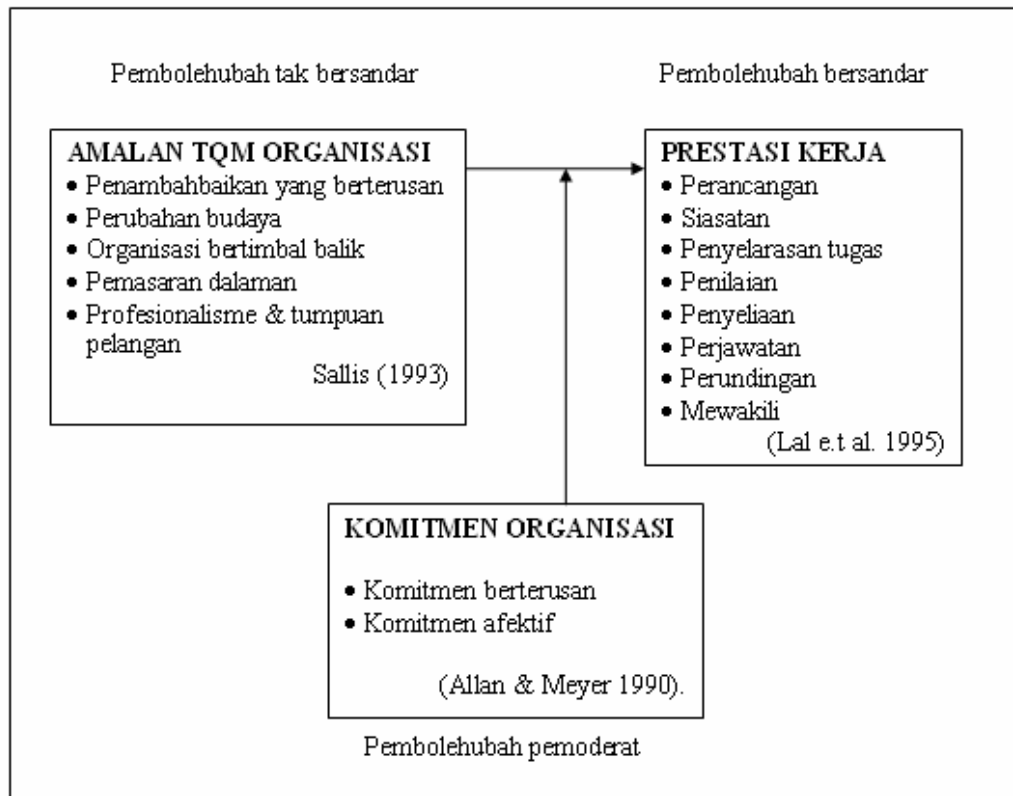 Pembolehubah tak bersandar
Pembolehubah bersandar
AMALAN TQM ORGANISASI
• Penambahbaikan yang berterusan
• Perubahan budaya
• Organisasi bertimbal balik
• Pemasaran dalaman
• Profesionalisme & tumpuan
pelangan
Sallis (1993)
PRESTASI KERJA
• Perancangan
• Siasatan
• Penyelarasan tugas
• Penilaian
• Penyeliaan
• Perjawatan
• Perundingan
• Mewakili
(Lal e.t al. 1995)
KOMITMEN ORGANISASI
• Komitmen berterusan
• Komitmen afektif
(Allan & Meyer 1990).
Pembolehubah pemoderat